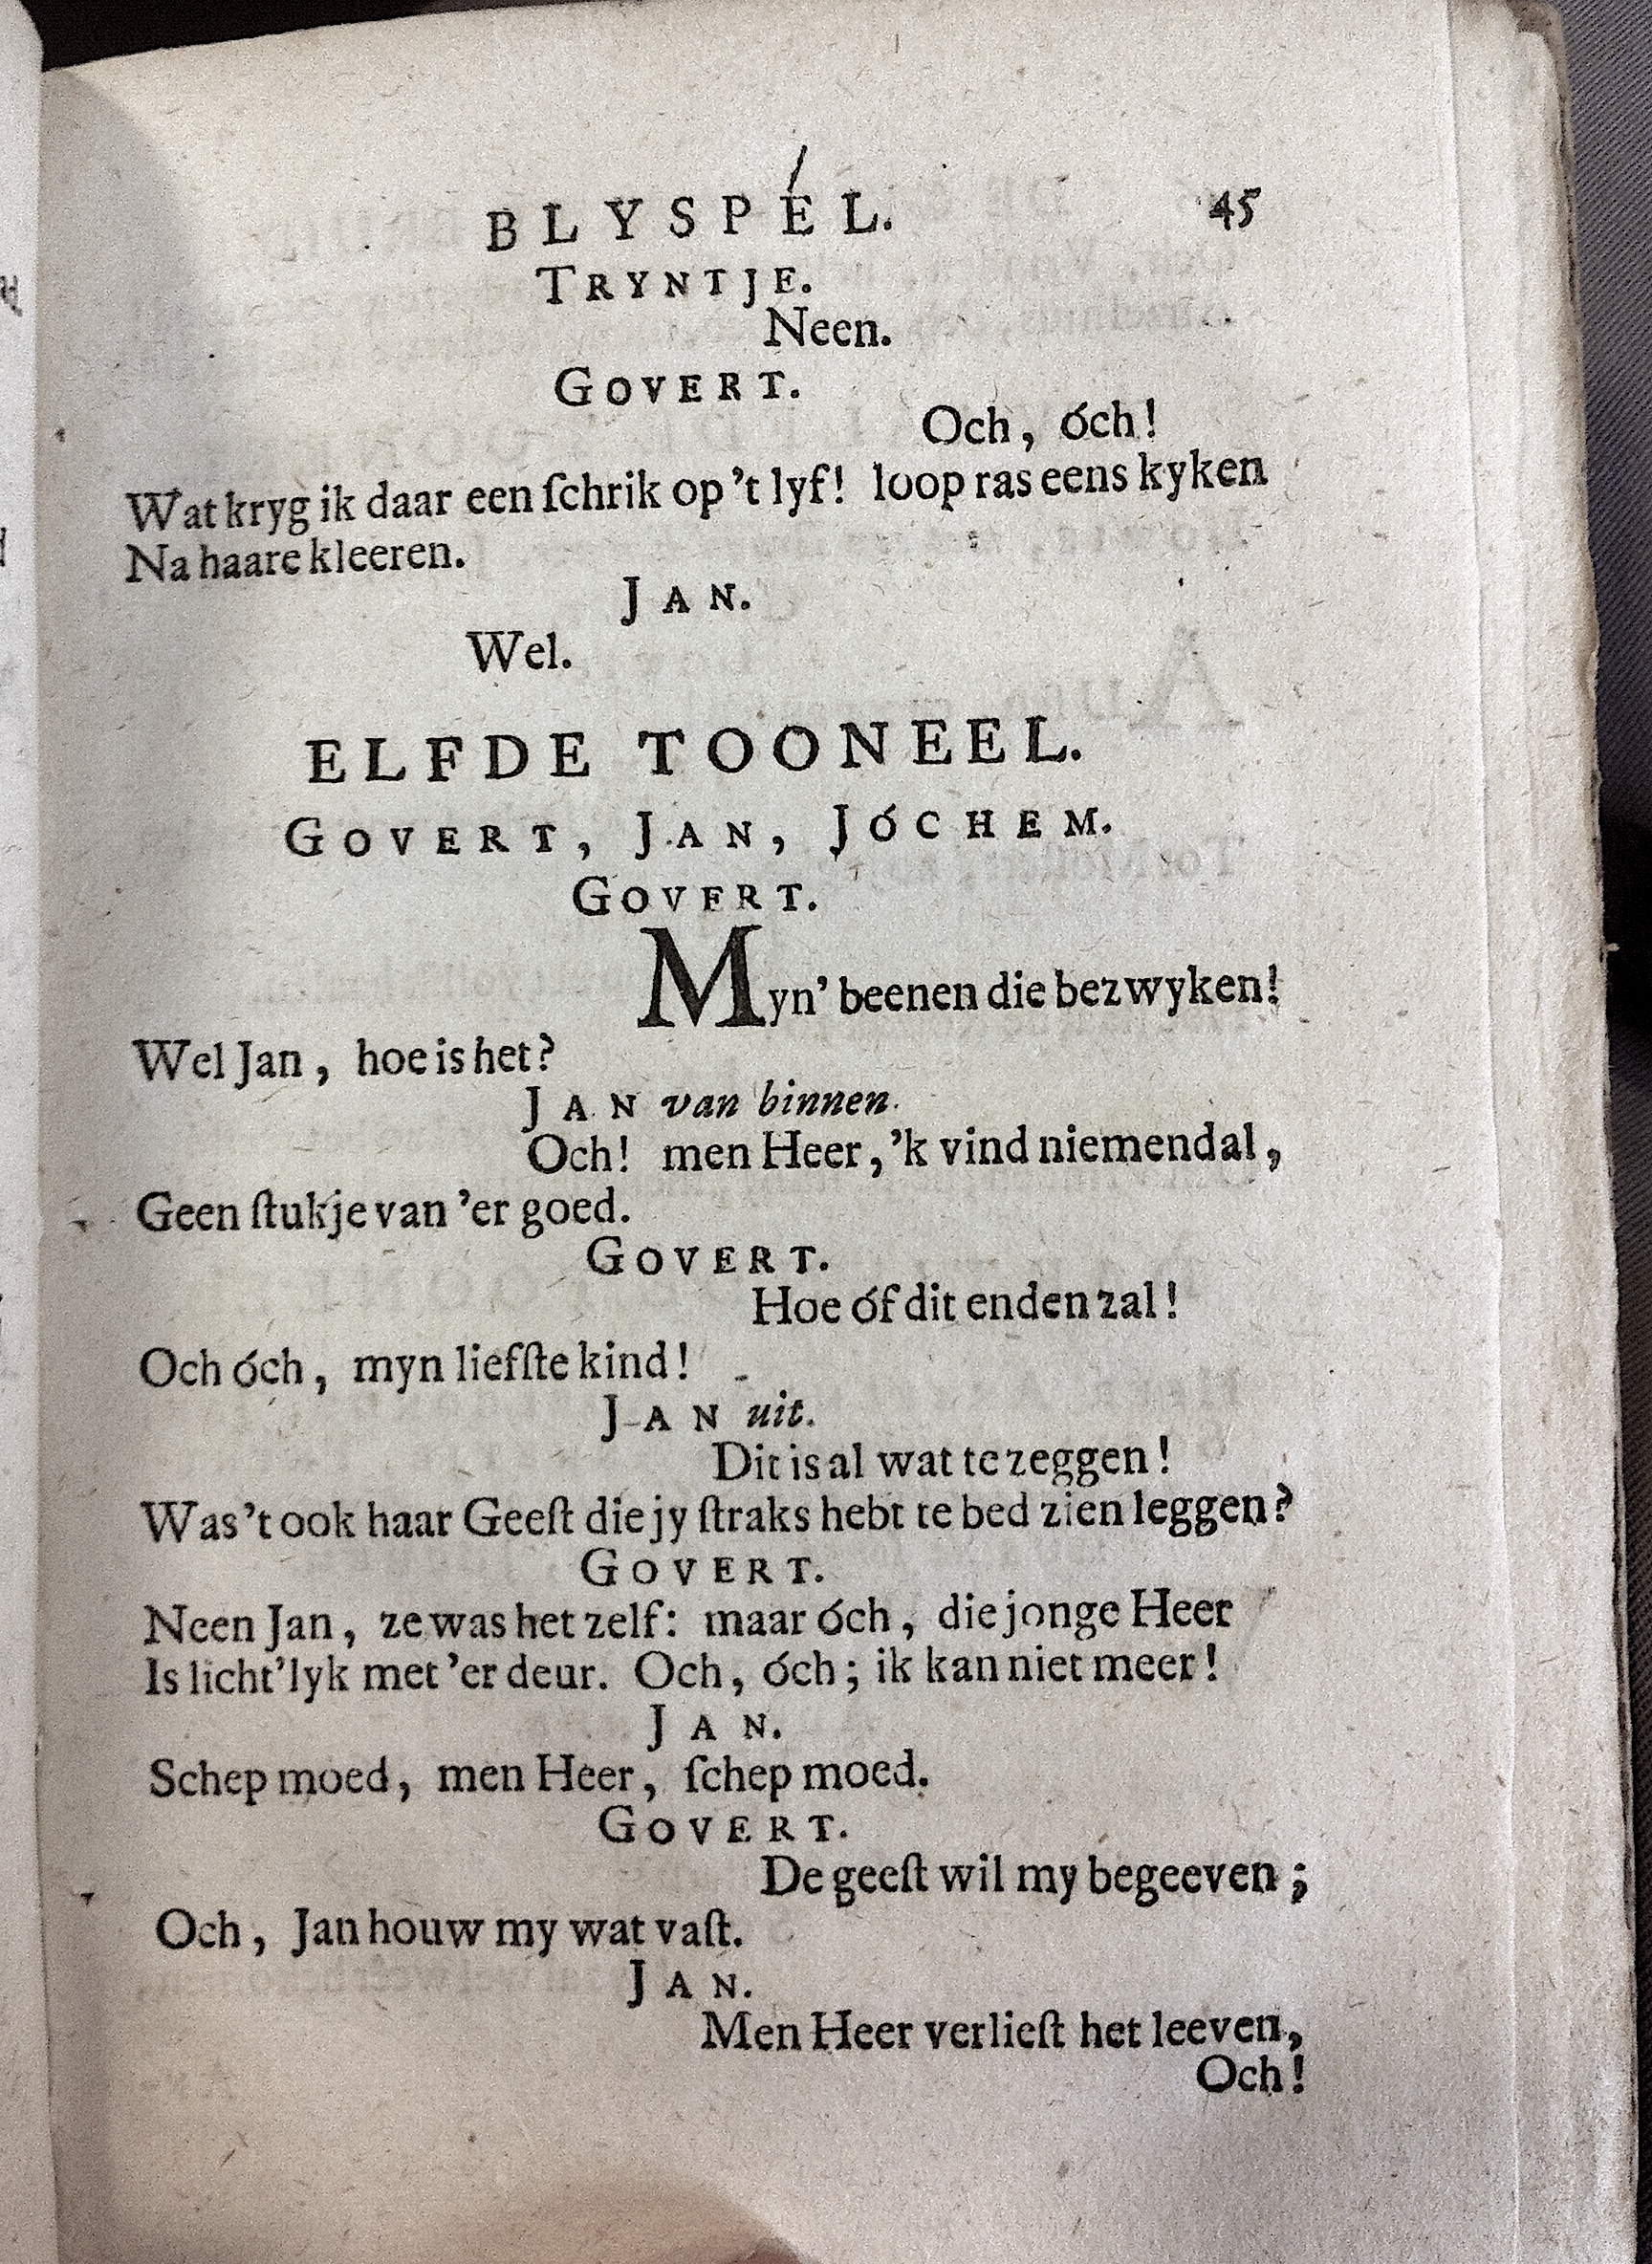 BLYSPEL. 45
TRYNTJE.
Neen.
GOVERT.
Och, óch!
Wat kryg ik daar een ſchrik op 't lyf! loop ras eens kyken
Na haare kleeren.
JAN.
Wel.
ELFDE TOONEEL.
GOVERT, JAN, JÓCHEM.
GOVERT.
Myn' beenen die bezwyken!
Wel Jan, hoe is het?
JAN van binnen.
Och! men Heer, 'k vind niemendal,
Geen ſtukje van 'er goed.
GOVERT.
Hoe óf dit enden zal!
Och óch, myn liefſte kind!
JAN uit.
Dit is al wat te zeggen!
Was 't ook haar Geeſt die jy ſtraks hebt te bed zien leggen?
GOVERT.
Neen Jan, ze was het zelf: maar óch, die jonge Heer
Is licht'lyk met 'er deur. Och, óch; ik kan niet meer!
JAN.
Schep moed, men Heer, ſchep moed.
GOVERT.
De geeſt wil my begeeven;
Och, Jan houw my wat vaſt.
JAN.
Men Heer verlieſt het leeven,
Och!